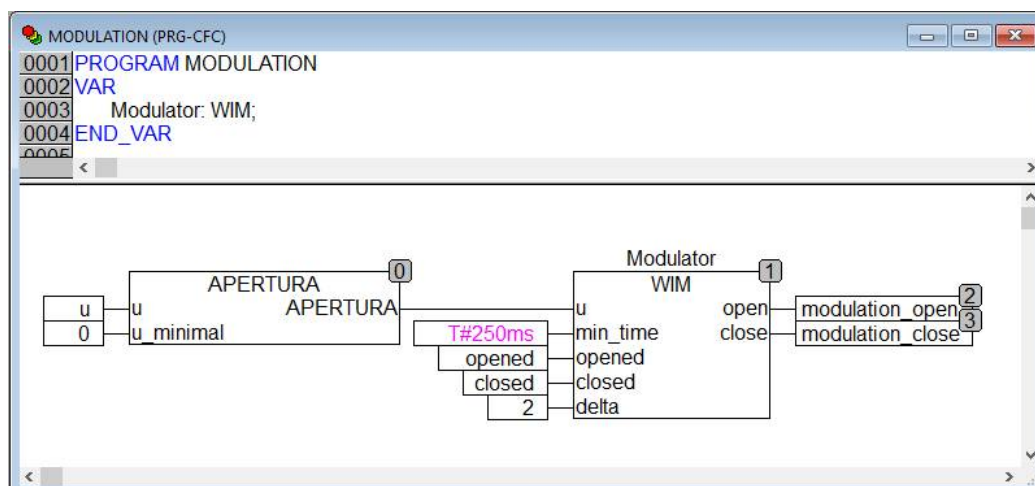 MODULATION (PRG-CFC)
0001 PROGRAM MODULATION
0002 VAR
0003 Modulator: WIM;
0004 END_VAR
0005
0
APERTURA
u u APERTURA
0 u_minimal
Modulator
1
WIM
u open modulation_open 2
T#250ms min_time close modulation_close 3
opened opened
closed closed
2 delta